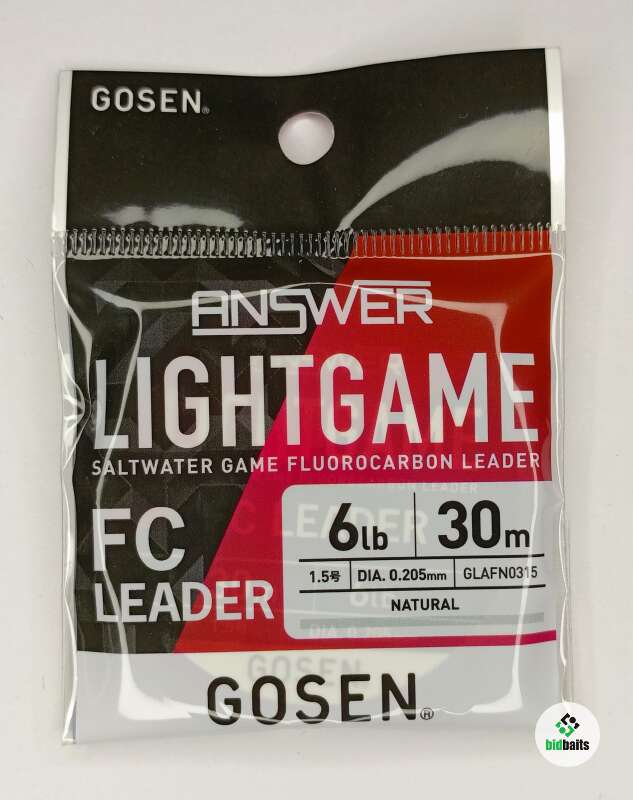 GOSEN®
ANSWER
LIGHTGAME
SALTWATER GAME FLUOROCARBON LEADER
FC
LEADER
6lb 30m
1.5号 DIA. 0.205mm GLAFN0315
NATURAL
GOSEN®
bidbaits